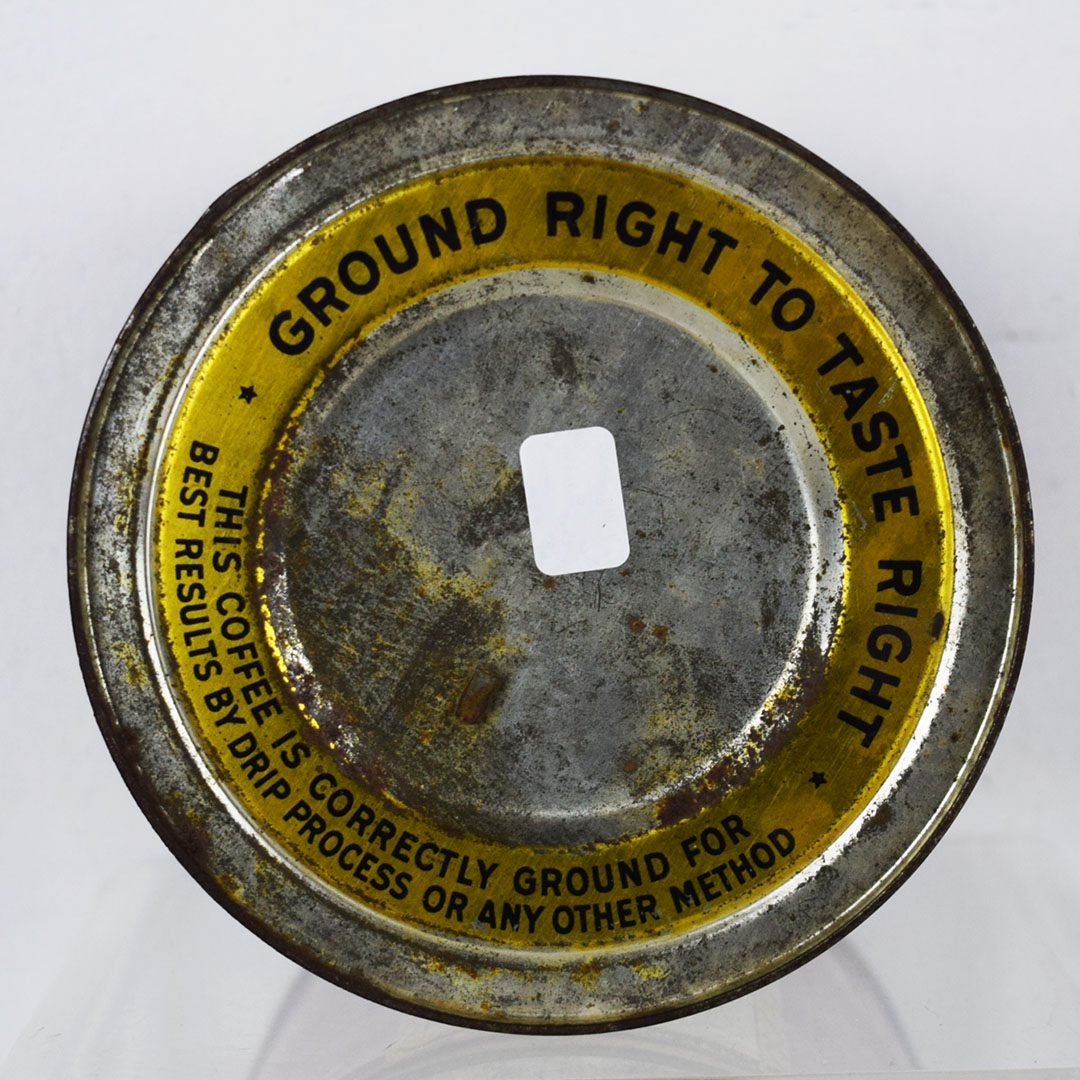 GROUND RIGHT TO TASTE RIGHT
THIS COFFEE IS CORRECTLY GROUND FOR
BEST RESULTS BY DRIP PROCESS OR ANY OTHER METHOD